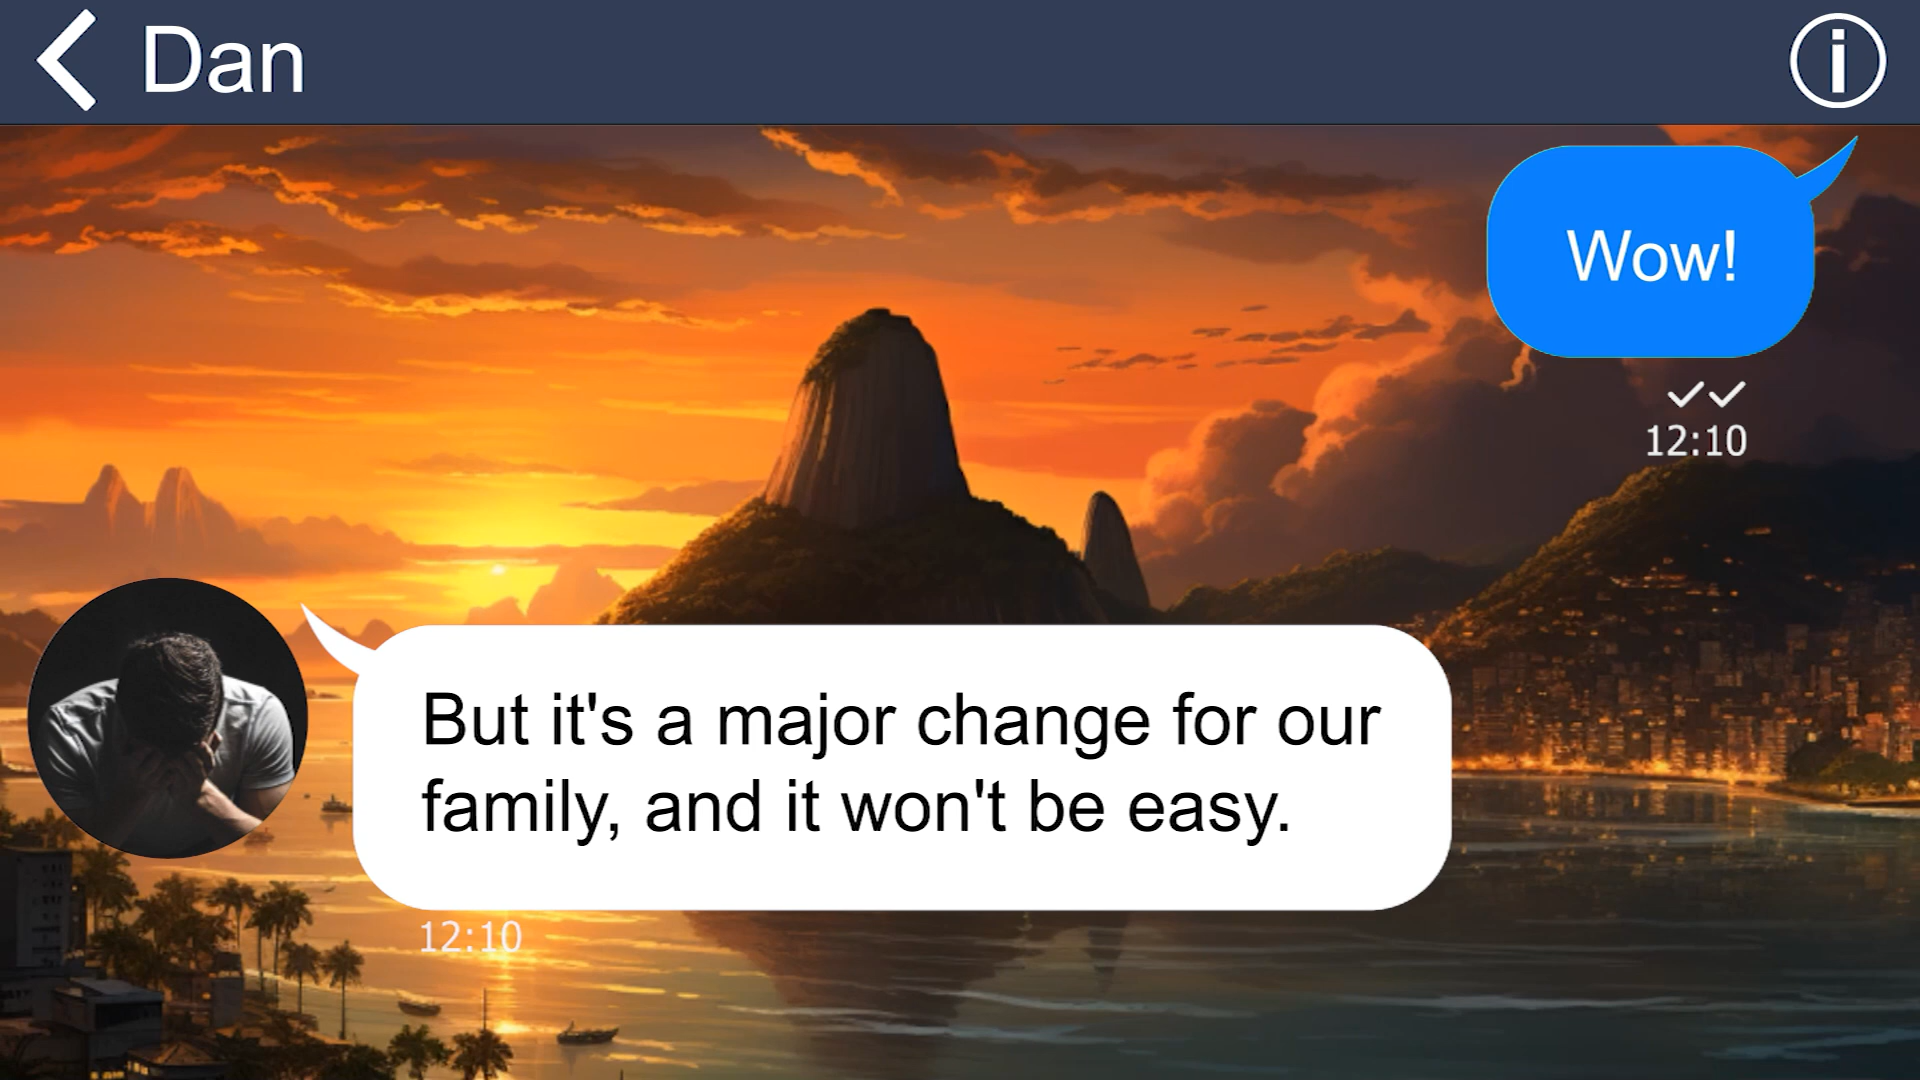 Dan
Wow!
12:10
But it's a major change for our
family, and it won't be easy.
12:10